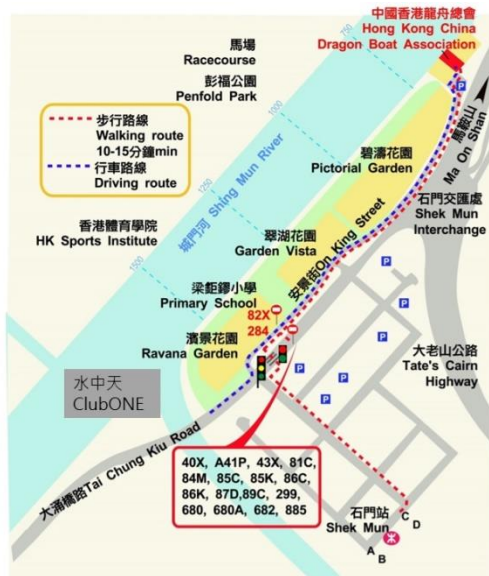 中國香港龍舟總會
Hong Kong China
Dragon Boat Association
馬場
Racecourse
彭福公園
Penfold Park
750
1000
1250
1500
步行路線
Walking route
10-15分鐘min
行車路線
Driving route
馬鞍山
Ma On Shan
碧濤花園
Pictorial Garden
城門河 Shing Mun River
石門交匯處
Shek Mun
Interchange
香港體育學院
HK Sports Institute
翠湖花園
Garden Vista
安景街On King Street
梁鉅鏐小學
Primary School
82X
284
濱景花園
Ravana Garden
大老山公路
Tate's Cairn
Highway
水中天
ClubONE
大涌橋路Tai Chung Kiu Road
40X, A41P, 43X, 81C,
84M, 85C, 85K, 86C,
86K, 87D,89C, 299,
680, 680A, 682, 885
石門站
Shek Mun
A
B
C
D
P
P
P
P
P
P
P
P